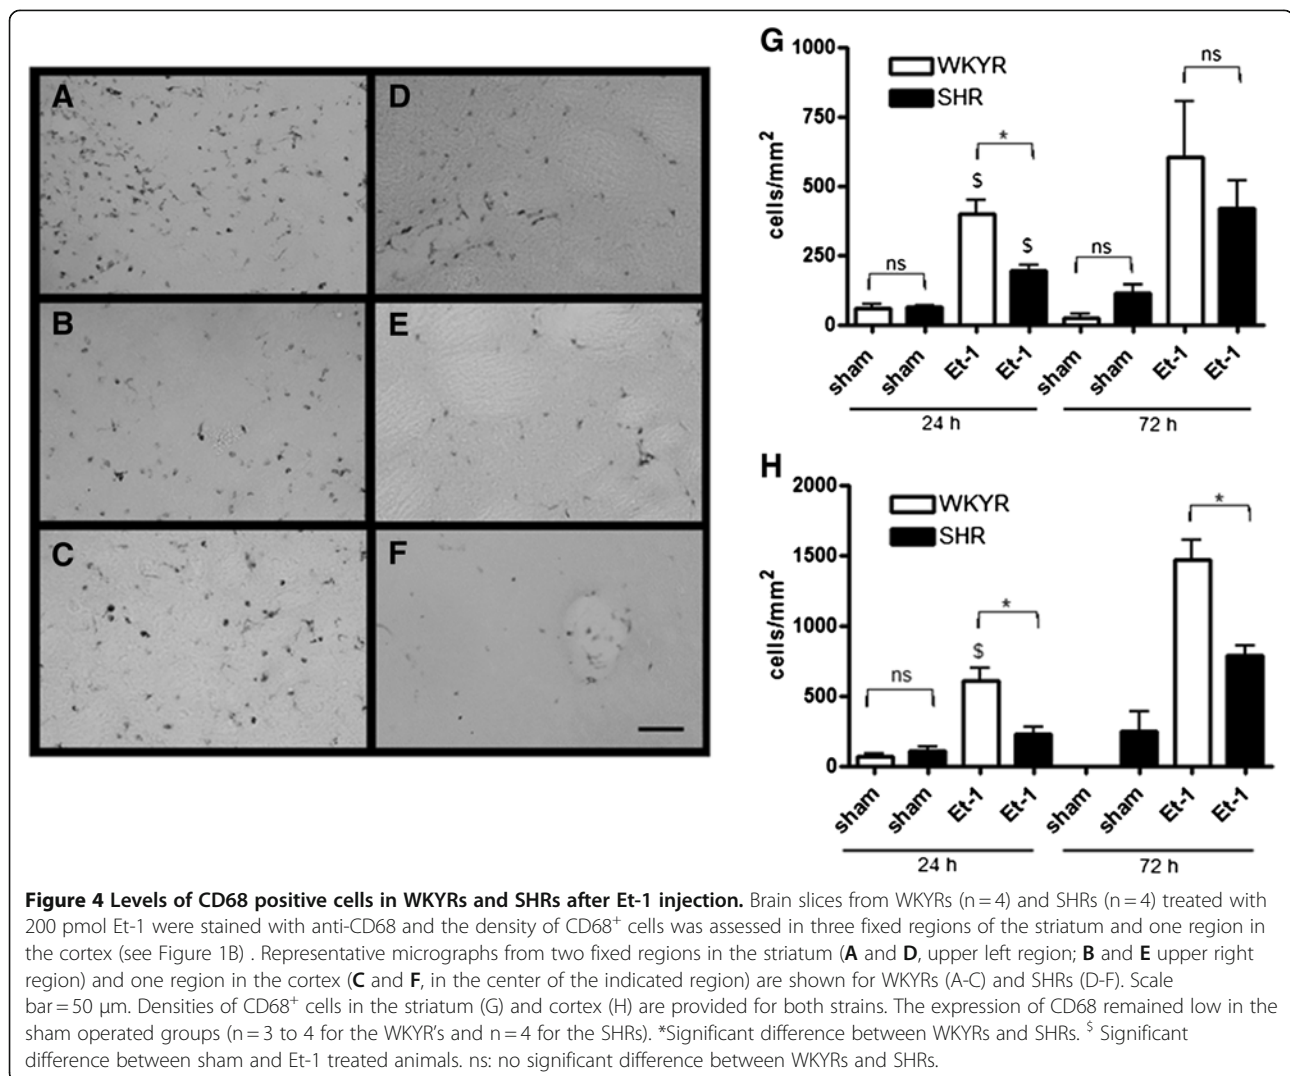 A
D
B
E
C
F
G
1000
750
500
250
0
cells/mm²
WKYR
SHR
ns
$
*
$
ns
ns
sham sham Et-1 Et-1 sham sham Et-1 Et-1
24 h 72 h
H
2000
1500
1000
500
0
cells/mm²
WKYR
SHR
ns
$
*
*
sham sham Et-1 Et-1 sham sham Et-1 Et-1
24 h 72 h
Figure 4 Levels of CD68 positive cells in WKYRs and SHRs after Et-1 injection. Brain slices from WKYRs (n = 4) and SHRs (n = 4) treated with
200 pmol Et-1 were stained with anti-CD68 and the density of CD68⁺ cells was assessed in three fixed regions of the striatum and one region in
the cortex (see Figure 1B) . Representative micrographs from two fixed regions in the striatum (A and D, upper left region; B and E upper right
region) and one region in the cortex (C and F, in the center of the indicated region) are shown for WKYRs (A-C) and SHRs (D-F). Scale
bar = 50 μm. Densities of CD68⁺ cells in the striatum (G) and cortex (H) are provided for both strains. The expression of CD68 remained low in the
sham operated groups (n = 3 to 4 for the WKYR's and n = 4 for the SHRs). *Significant difference between WKYRs and SHRs. $ Significant
difference between sham and Et-1 treated animals. ns: no significant difference between WKYRs and SHRs.